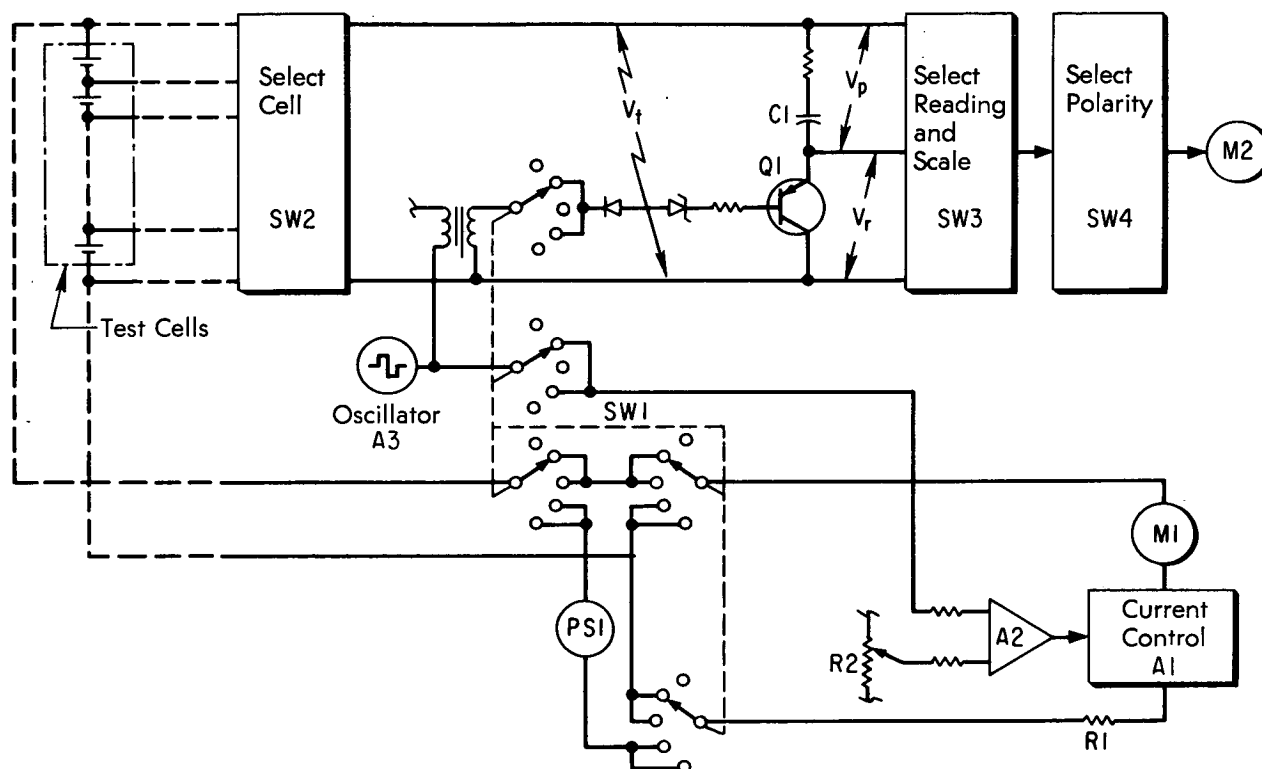 Select
Cell
SW2
Test Cells
Vt
C1
Vp
Q1
Vr
Select
Reading
and
Scale
SW3
Select
Polarity
SW4
M2
Oscillator
A3
SW1
M1
PS1
R2
A2
Current
Control
A1
R1